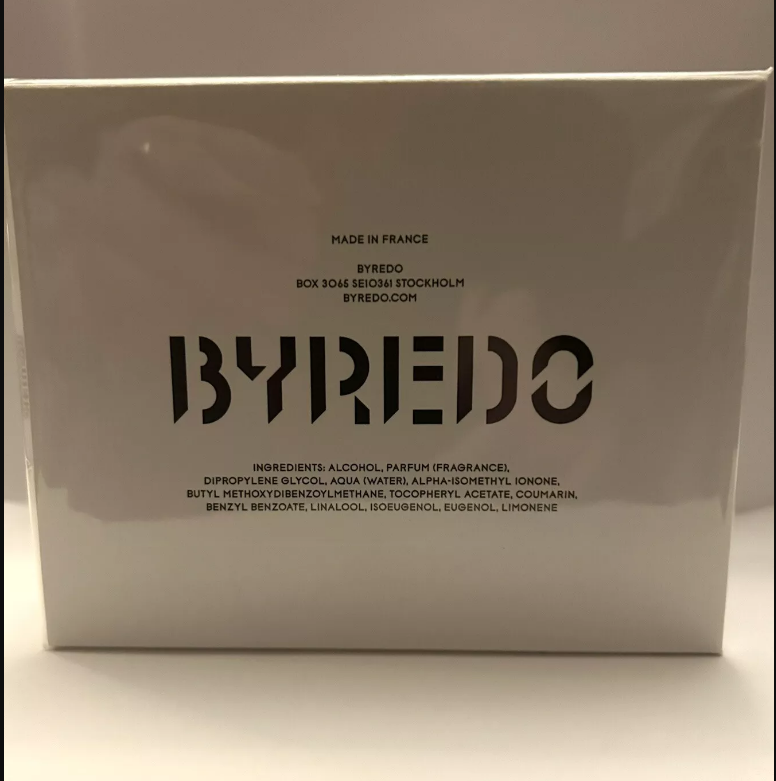 MADE IN FRANCE
BYREDO
BOX 3065 SE10361 STOCKHOLM
BYREDO.COM
BYREDO
INGREDIENTS: ALCOHOL, PARFUM (FRAGRANCE),
DIPROPYLENE GLYCOL, AQUA (WATER), ALPHA-ISOMETHYL IONONE,
BUTYL METHOXYDIBENZOYLMETHANE, TOCOPHERYL ACETATE, COUMARIN,
BENZYL BENZOATE, LINALOOL, ISOEUGENOL, EUGENOL, LIMONENE